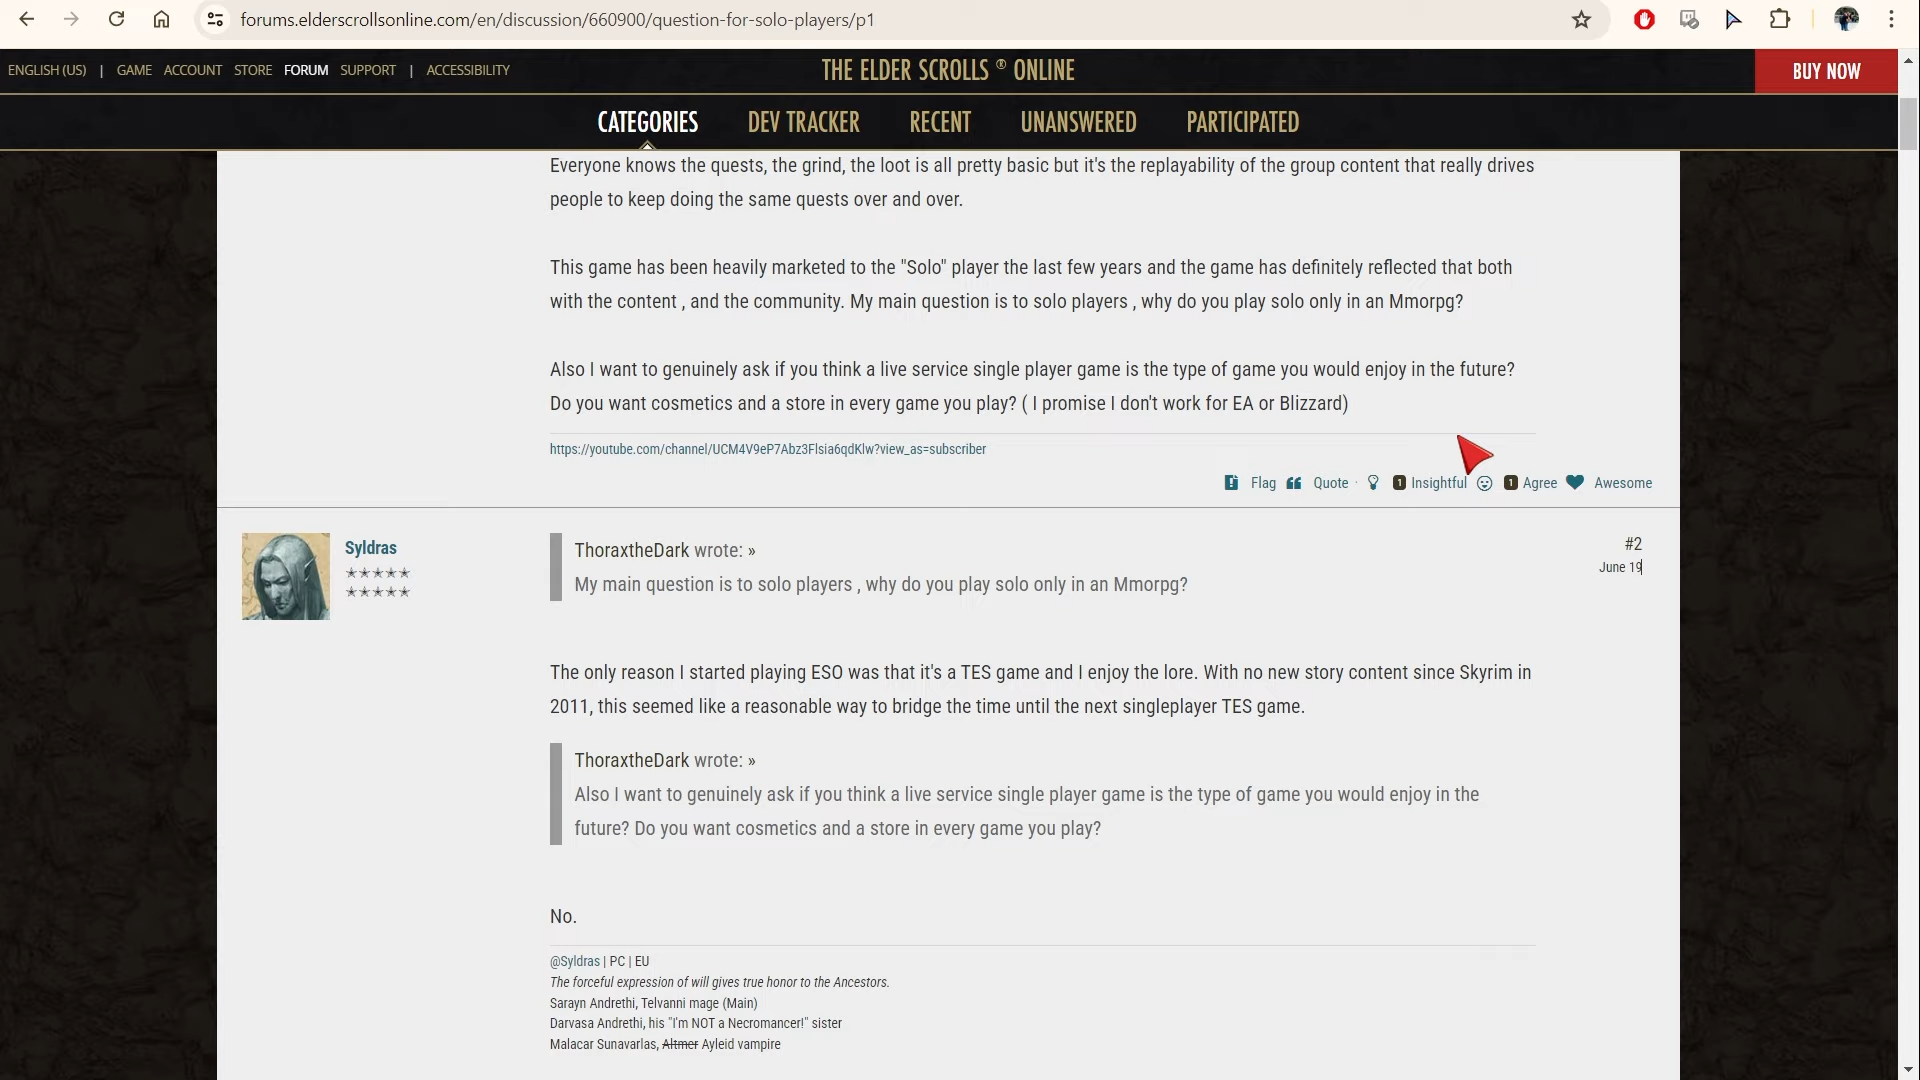 forums.elderscrollsonline.com/en/discussion/660900/question-for-solo-players/p1
ENGLISH (US) | GAME ACCOUNT STORE FORUM SUPPORT | ACCESSIBILITY
THE ELDER SCROLLS ® ONLINE
BUY NOW
CATEGORIES DEV TRACKER RECENT UNANSWERED PARTICIPATED
Everyone knows the quests, the grind, the loot is all pretty basic but it's the replayability of the group content that really drives
people to keep doing the same quests over and over.
This game has been heavily marketed to the "Solo" player the last few years and the game has definitely reflected that both
with the content , and the community. My main question is to solo players , why do you play solo only in an Mmorpg?
Also I want to genuinely ask if you think a live service single player game is the type of game you would enjoy in the future?
Do you want cosmetics and a store in every game you play? ( I promise I don't work for EA or Blizzard)
https://youtube.com/channel/UCM4V9eP7Abz3Flsia6qdKlw?view_as=subscriber
Flag Quote · 1 Insightful 1 Agree Awesome
Syldras
#2
June 19
ThoraxtheDark wrote: »
My main question is to solo players , why do you play solo only in an Mmorpg?
The only reason I started playing ESO was that it's a TES game and I enjoy the lore. With no new story content since Skyrim in
2011, this seemed like a reasonable way to bridge the time until the next singleplayer TES game.
ThoraxtheDark wrote: »
Also I want to genuinely ask if you think a live service single player game is the type of game you would enjoy in the
future? Do you want cosmetics and a store in every game you play?
No.
@Syldras | PC | EU
The forceful expression of will gives true honor to the Ancestors.
Sarayn Andrethi, Telvanni mage (Main)
Darvasa Andrethi, his "I'm NOT a Necromancer!" sister
Malacar Sunavarlas, Altmer Ayleid vampire